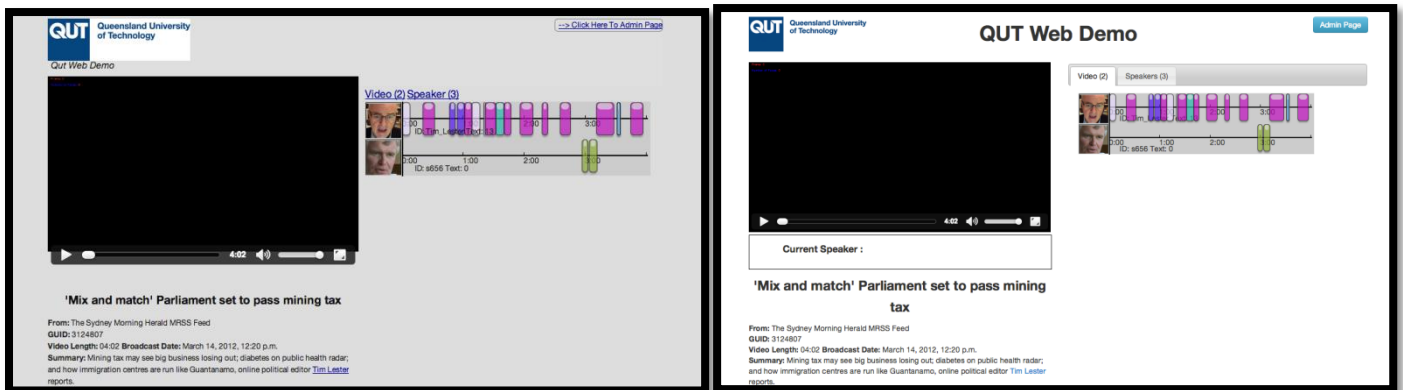 QUT
Queensland University
of Technology
Qut Web Demo
--> Click Here To Admin Page
Video (2) Speaker (3)
1:00 2:00 3:00
0:00 1:00 2:00
ID: s656 Text: 0
4:02
'Mix and match' Parliament set to pass mining tax
From: The Sydney Morning Herald MRSS Feed
GUID: 3124807
Video Length: 04:02 Broadcast Date: March 14, 2012, 12:20 p.m.
Summary: Mining tax may see big business losing out; diabetes on public health radar;
and how immigration centres are run like Guantanamo, online political editor Tim Lester
reports.
QUT
Queensland University
of Technology
QUT Web Demo
Admin Page
Video (2) Speakers (3)
3:00
0:00 1:00 2:00
ID: s656 Text: 0
4:02
Current Speaker :
'Mix and match' Parliament set to pass mining
tax
From: The Sydney Morning Herald MRSS Feed
GUID: 3124807
Video Length: 04:02 Broadcast Date: March 14, 2012, 12:20 p.m.
Summary: Mining tax may see big business losing out; diabetes on public health radar;
and how immigration centres are run like Guantanamo, online political editor Tim Lester
reports.